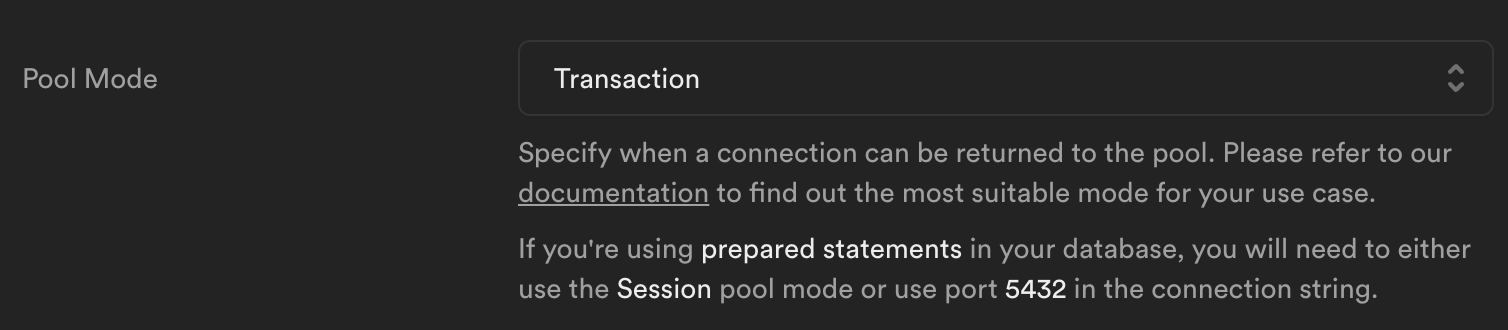 Pool Mode
Transaction
Specify when a connection can be returned to the pool. Please refer to our
documentation to find out the most suitable mode for your use case.
If you're using prepared statements in your database, you will need to either
use the Session pool mode or use port 5432 in the connection string.